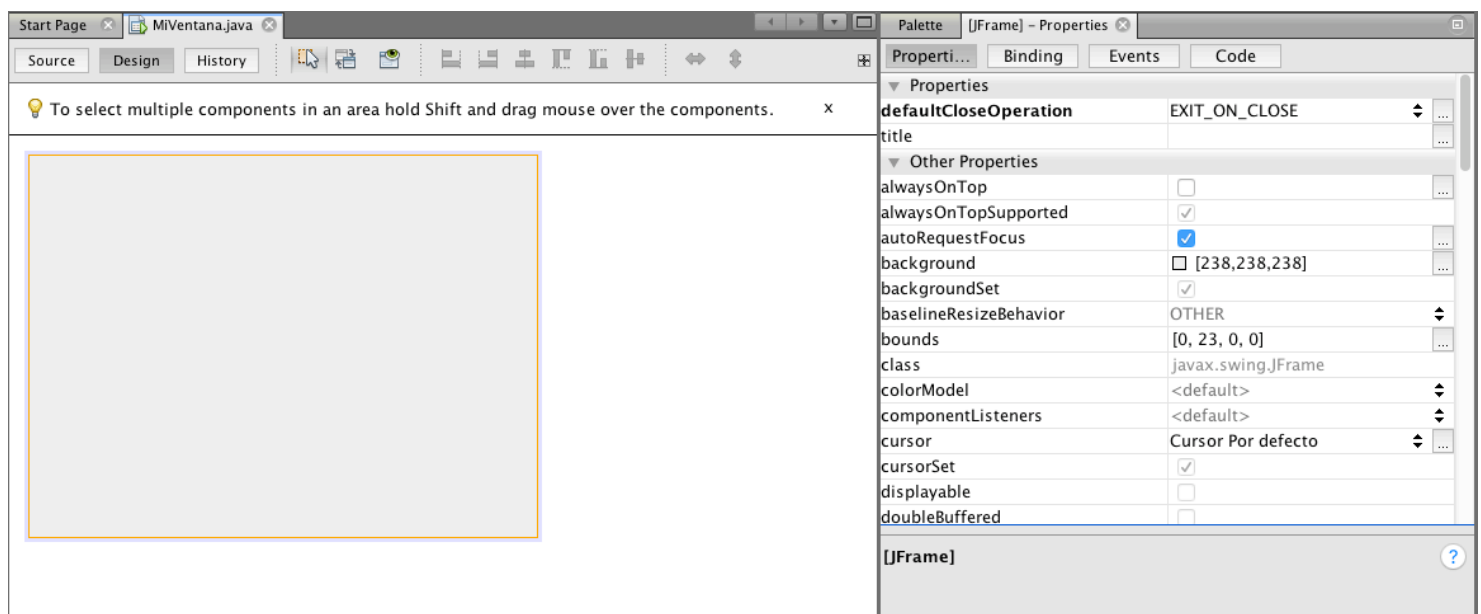 Start Page MiVentana.java
Source Design History
To select multiple components in an area hold Shift and drag mouse over the components. x
Palette [JFrame] – Properties
Properti... Binding Events Code
Properties
defaultCloseOperation EXIT_ON_CLOSE ...
title ...
Other Properties
alwaysOnTop ...
alwaysOnTopSupported
autoRequestFocus ...
background [238,238,238] ...
backgroundSet
baselineResizeBehavior OTHER
bounds [0, 23, 0, 0] ...
class javax.swing.JFrame
colorModel <default>
componentListeners <default>
cursor Cursor Por defecto ...
cursorSet
displayable
doubleBuffered
[JFrame] ?